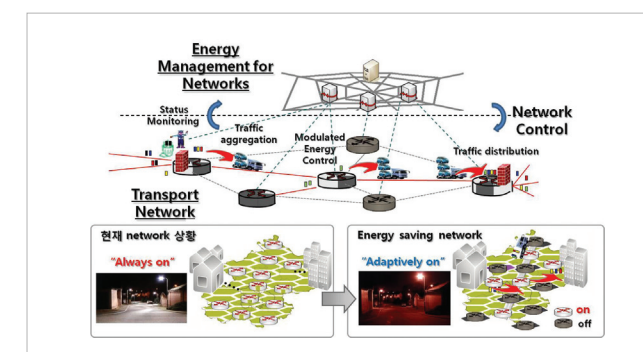 Energy
Management for
Networks
Status
Monitoring
Traffic
aggregation
Modulated
Energy
Control
Network
Control
Traffic distribution
Transport
Network
현재 network 상황
"Always on"
Energy saving network
"Adaptively on"
on
off